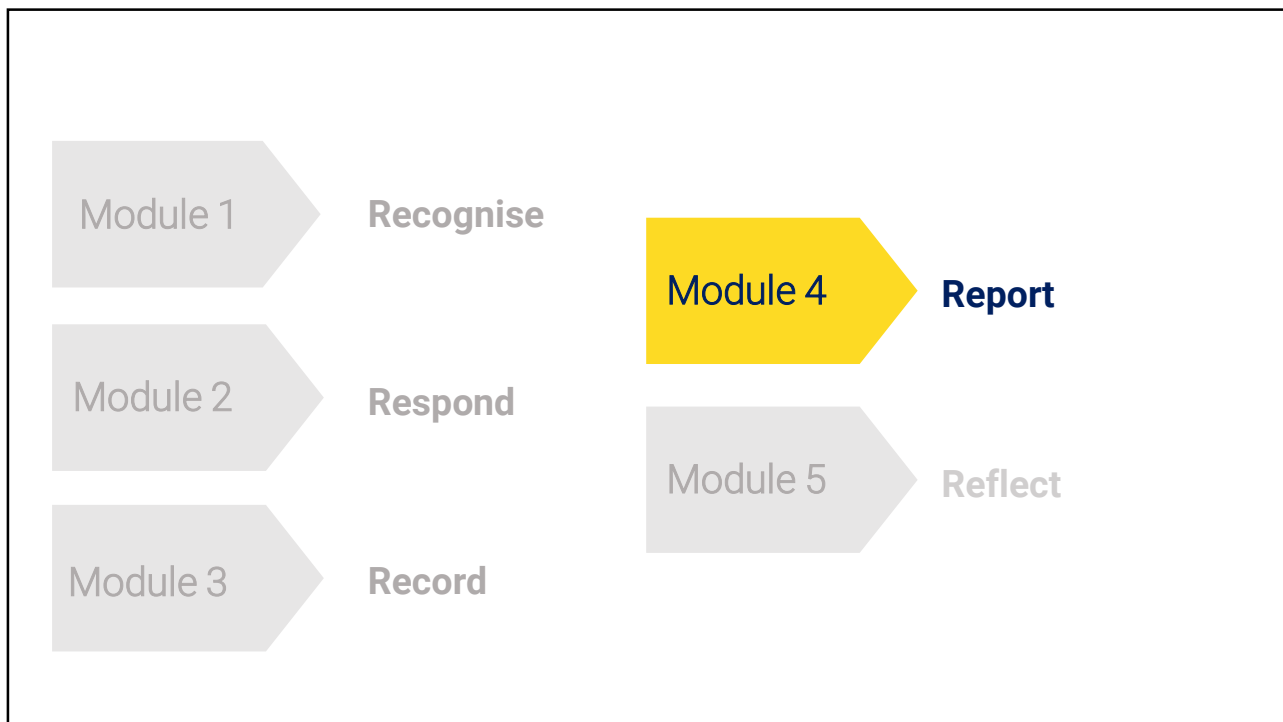 Module 1
Recognise
Module 2
Respond
Module 3
Record
Module 4
Report
Module 5
Reflect